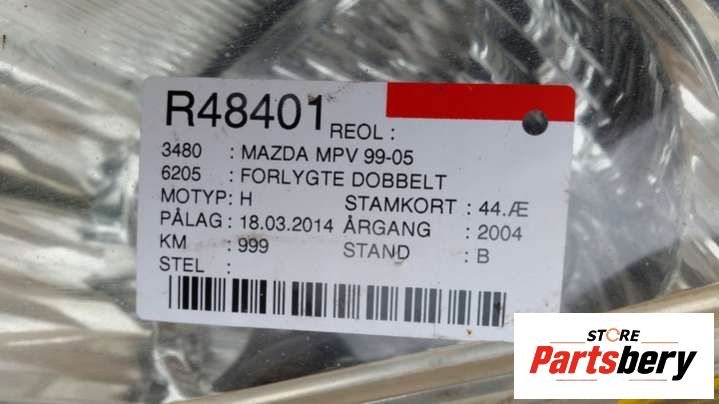 R48401 REOL :
3480 : MAZDA MPV 99-05
6205 : FORLYGTE DOBBELT
MOTYP: H STAMKORT : 44.Æ
PÅLAG: 18.03.2014 ÅRGANG : 2004
KM : 999 STAND : B
STEL :
STORE
Partsbery